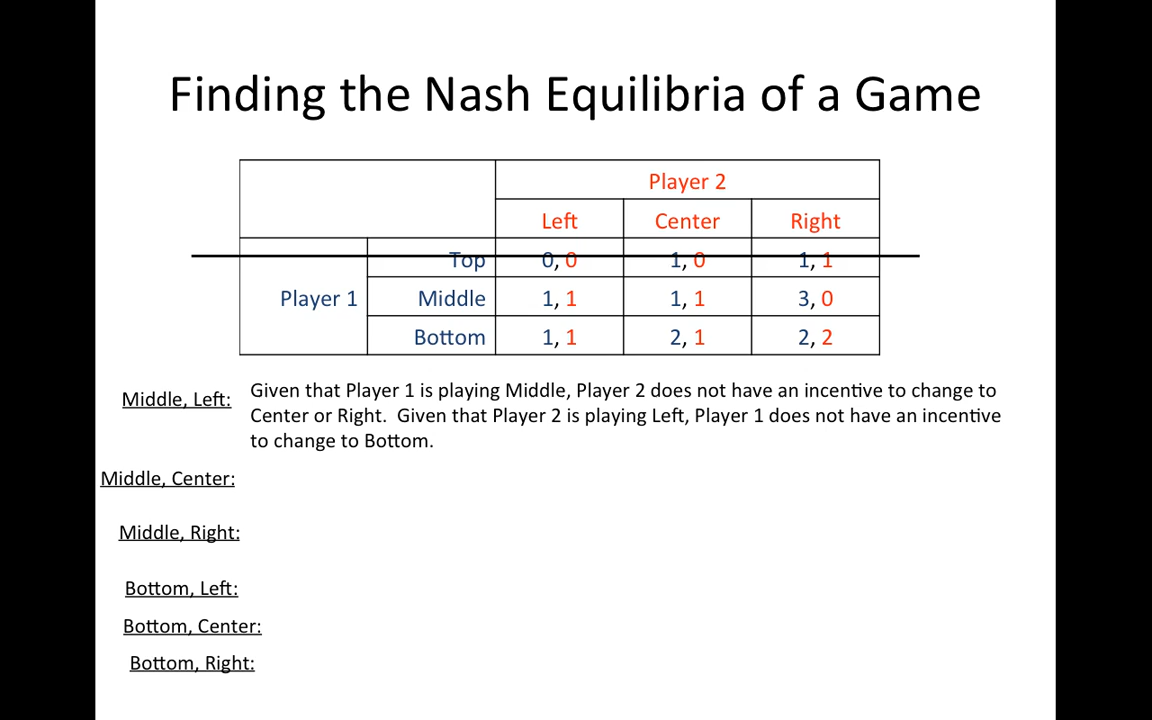 Finding the Nash Equilibria of a Game
Player 2
Left Center Right
Top 0, 0 1, 0 1, 1
Player 1 Middle 1, 1 1, 1 3, 0
Bottom 1, 1 2, 1 2, 2
Middle, Left: Given that Player 1 is playing Middle, Player 2 does not have an incentive to change to
Center or Right. Given that Player 2 is playing Left, Player 1 does not have an incentive
to change to Bottom.
Middle, Center:
Middle, Right:
Bottom, Left:
Bottom, Center:
Bottom, Right: